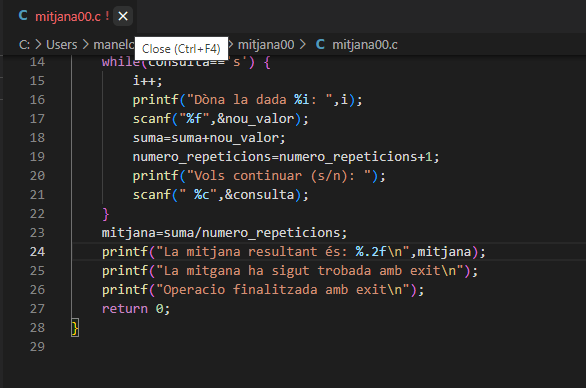 C mitjana00.c ! ×
C: > Users > manelo Close (Ctrl+F4) > mitjana00 > C mitjana00.c
14 while(consulta=='s') {
15 i++;
16 printf("Dòna la dada %i: ",i);
17 scanf("%f",&nou_valor);
18 suma=suma+nou_valor;
19 numero_repeticions=numero_repeticions+1;
20 printf("Vols continuar (s/n): ");
21 scanf(" %c",&consulta);
22 }
23 mitjana=suma/numero_repeticions;
24 printf("La mitjana resultant és: %.2f\n",mitjana);
25 printf("La mitgana ha sigut trobada amb exit\n");
26 printf("Operacio finalitzada amb exit\n");
27 return 0;
28 }
29